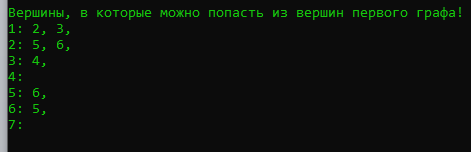 Вершины, в которые можно попасть из вершин первого графа!
1: 2, 3,
2: 5, 6,
3: 4,
4:
5: 6,
6: 5,
7: